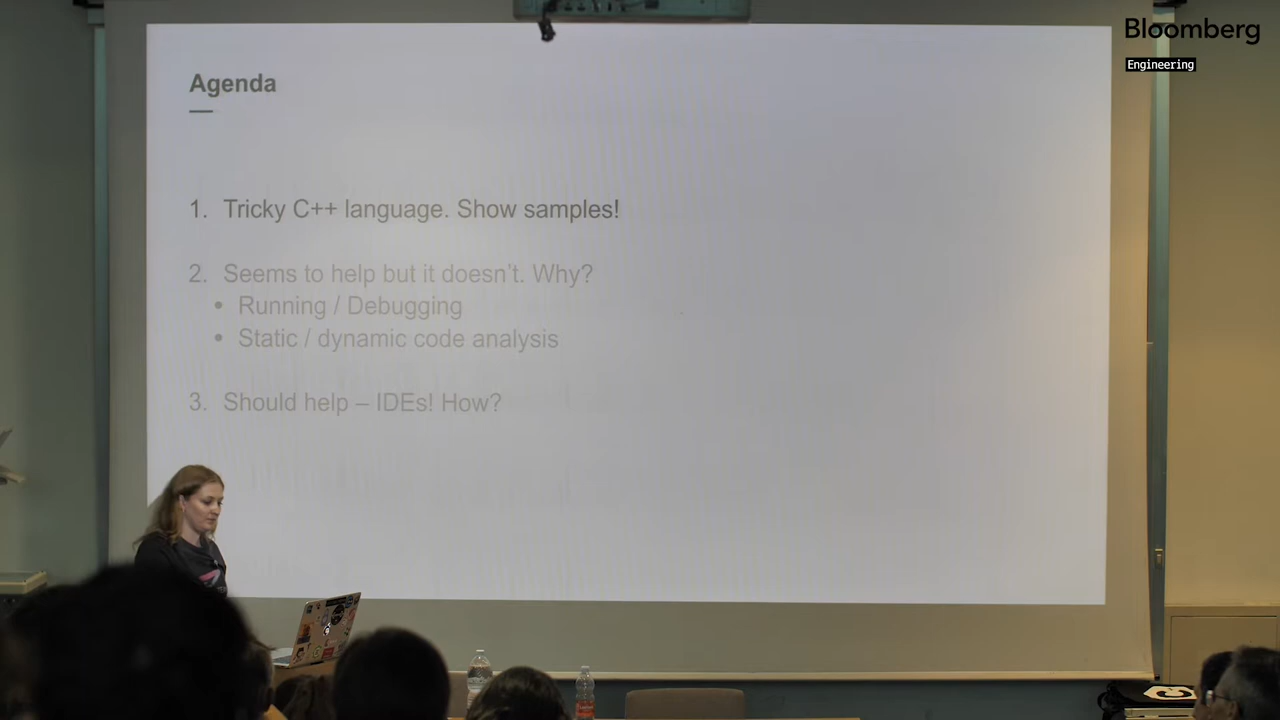 Bloomberg
Engineering
Agenda
1. Tricky C++ language. Show samples!
2. Seems to help but it doesn't. Why?
• Running / Debugging
• Static / dynamic code analysis
3. Should help – IDEs! How?